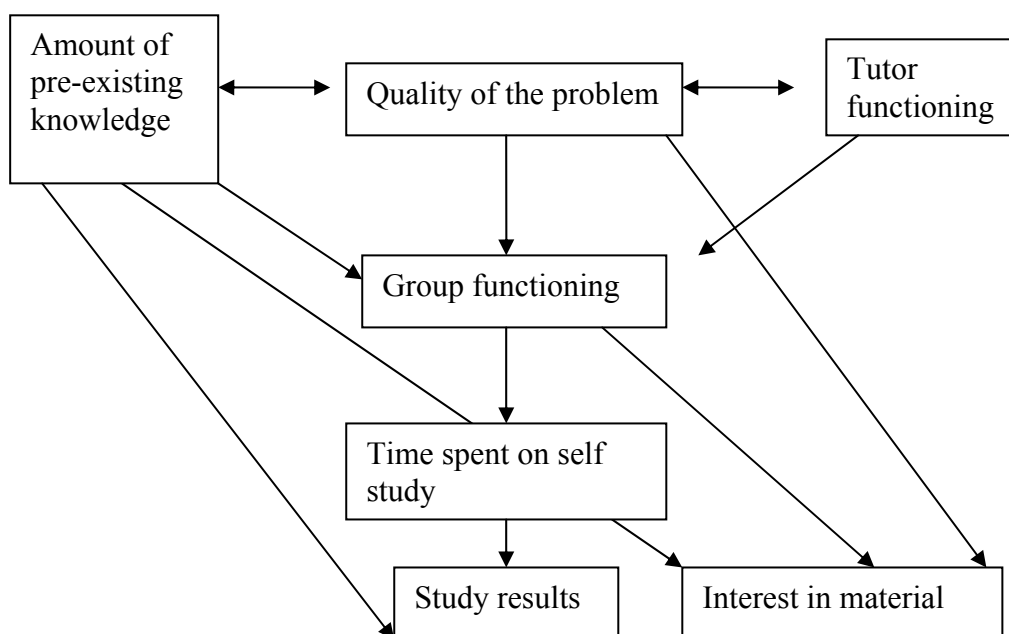 Amount of
pre-existing
knowledge
Quality of the problem
Tutor
functioning
Group functioning
Time spent on self
study
Study results
Interest in material